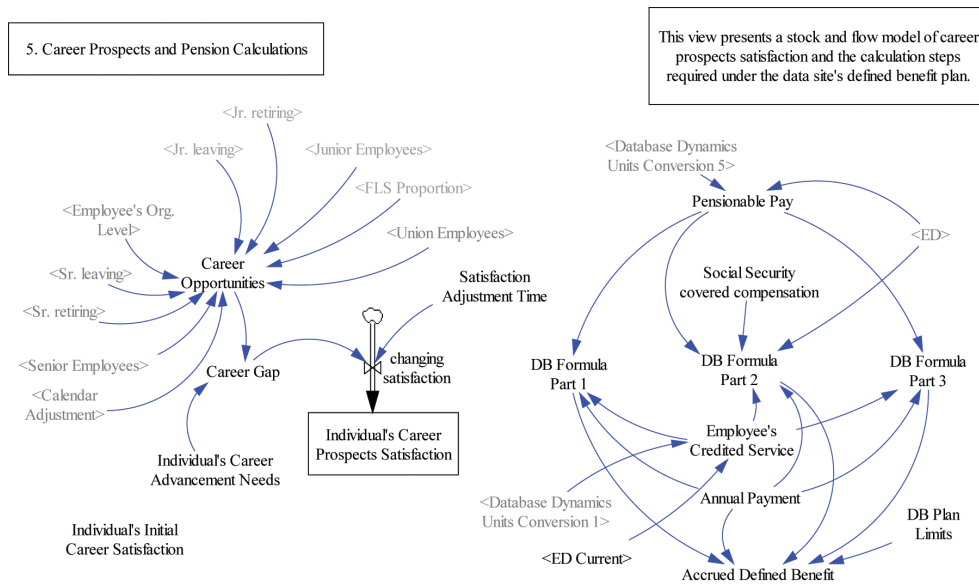 5. Career Prospects and Pension Calculations
This view presents a stock and flow model of career
prospects satisfaction and the calculation steps
required under the data site's defined benefit plan.
<Jr. retiring>
<Jr. leaving>
<Junior Employees>
<FLS Proportion>
<Employee's Org.
Level>
<Union Employees>
<Sr. leaving>
Career
Opportunities
<Sr. retiring>
Satisfaction
Adjustment Time
<Senior Employees>
<Calendar
Adjustment>
Career Gap
changing
satisfaction
Individual's Career
Prospects Satisfaction
Individual's Career
Advancement Needs
Individual's Initial
Career Satisfaction
<Database Dynamics
Units Conversion 5>
Pensionable Pay
<ED>
Social Security
covered compensation
DB Formula
Part 1
DB Formula
Part 2
DB Formula
Part 3
Employee's
Credited Service
<Database Dynamics
Units Conversion 1>
Annual Payment
<ED Current>
DB Plan
Limits
Accrued Defined Benefit